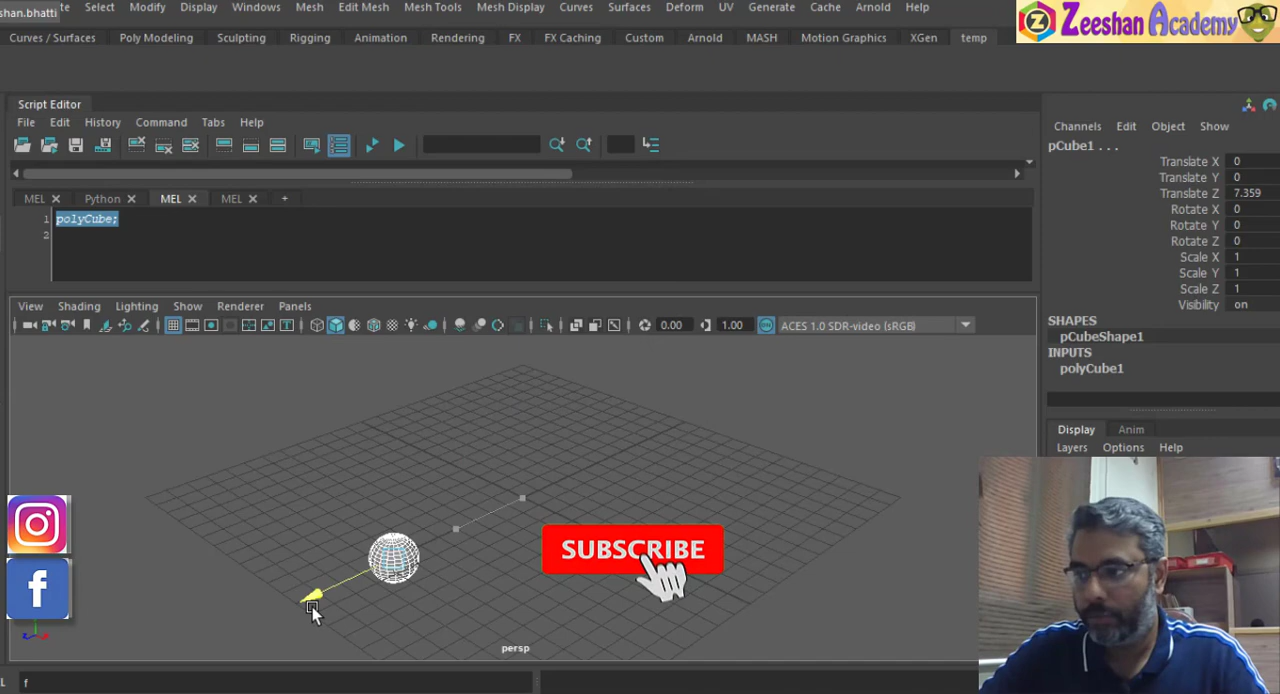 shan.bhatti
te Select Modify Display Windows Mesh Edit Mesh Mesh Tools Mesh Display Curves Surfaces Deform UV Generate Cache Arnold Help
Zeeshan Academy
Curves / Surfaces Poly Modeling Sculpting Rigging Animation Rendering FX FX Caching Custom Arnold MASH Motion Graphics XGen temp
Script Editor
File Edit History Command Tabs Help
MEL Python MEL MEL +
1 polyCube;
2
View Shading Lighting Show Renderer Panels
0.00 1.00 ACES 1.0 SDR-video (sRGB)
persp
SUBSCRIBE
f
L f
Channels Edit Object Show
pCube1 . . .
Translate X 0
Translate Y 0
Translate Z 7.359
Rotate X 0
Rotate Y 0
Rotate Z 0
Scale X 1
Scale Y 1
Scale Z 1
Visibility on
SHAPES
pCubeShape1
INPUTS
polyCube1
Display Anim
Layers Options Help